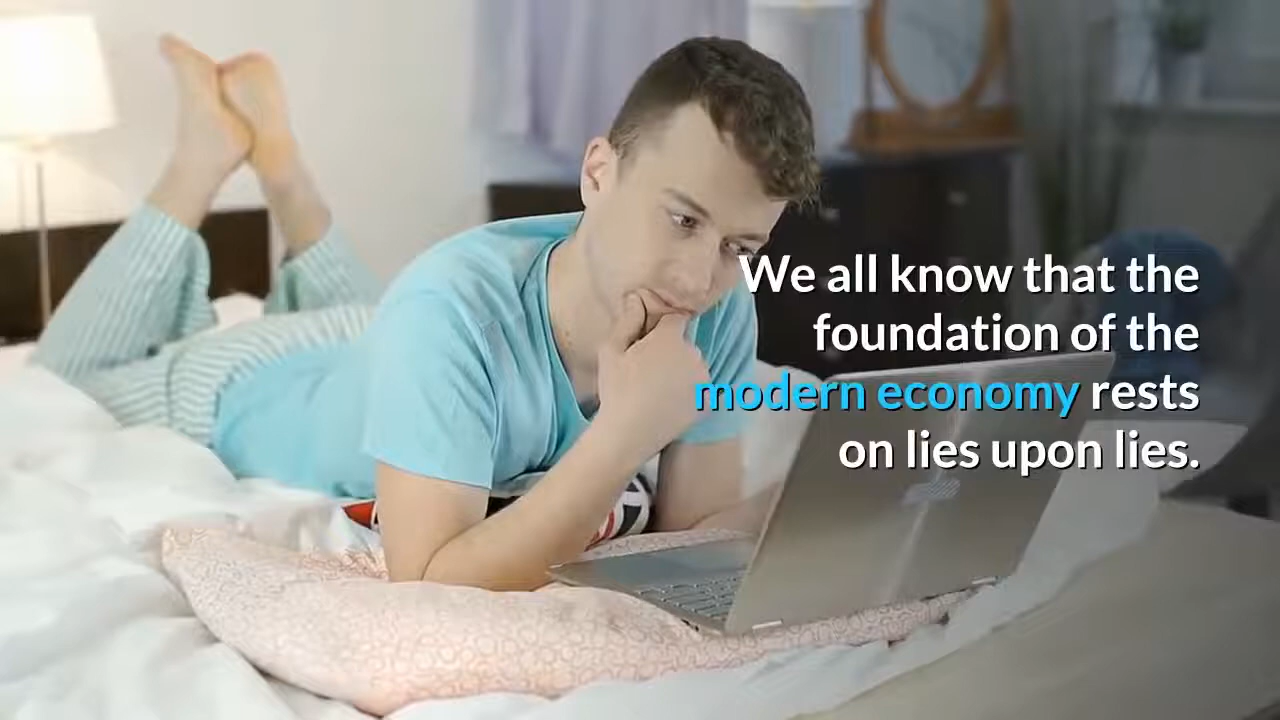 We all know that the
foundation of the
modern economy rests
on lies upon lies.